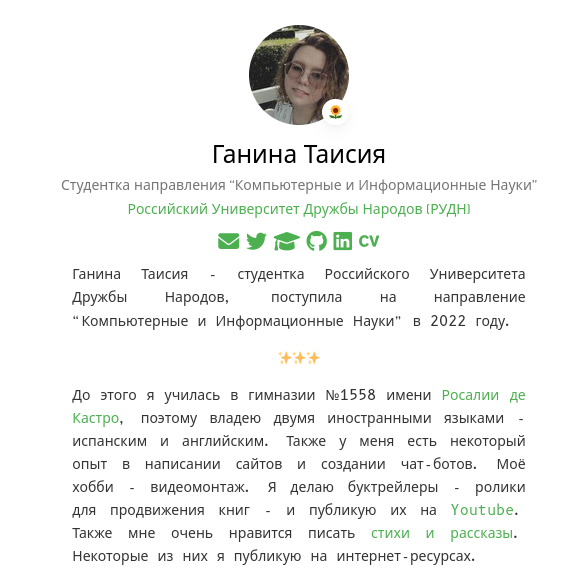 Ганина Таисия
Студентка направления "Компьютерные и Информационные Науки"
Российский Университет Дружбы Народов (РУДН)
CV
Ганина Таисия - студентка Российского Университета
Дружбы Народов, поступила на направление
"Компьютерные и Информационные Науки" в 2022 году.
До этого я училась в гимназии №1558 имени Росалии де
Кастро, поэтому владею двумя иностранными языками -
испанским и английским. Также у меня есть некоторый
опыт в написании сайтов и создании чат-ботов. Моё
хобби - видеомонтаж. Я делаю буктрейлеры - ролики
для продвижения книг - и публикую их на Youtube.
Также мне очень нравится писать стихи и рассказы.
Некоторые из них я публикую на интернет-ресурсах.